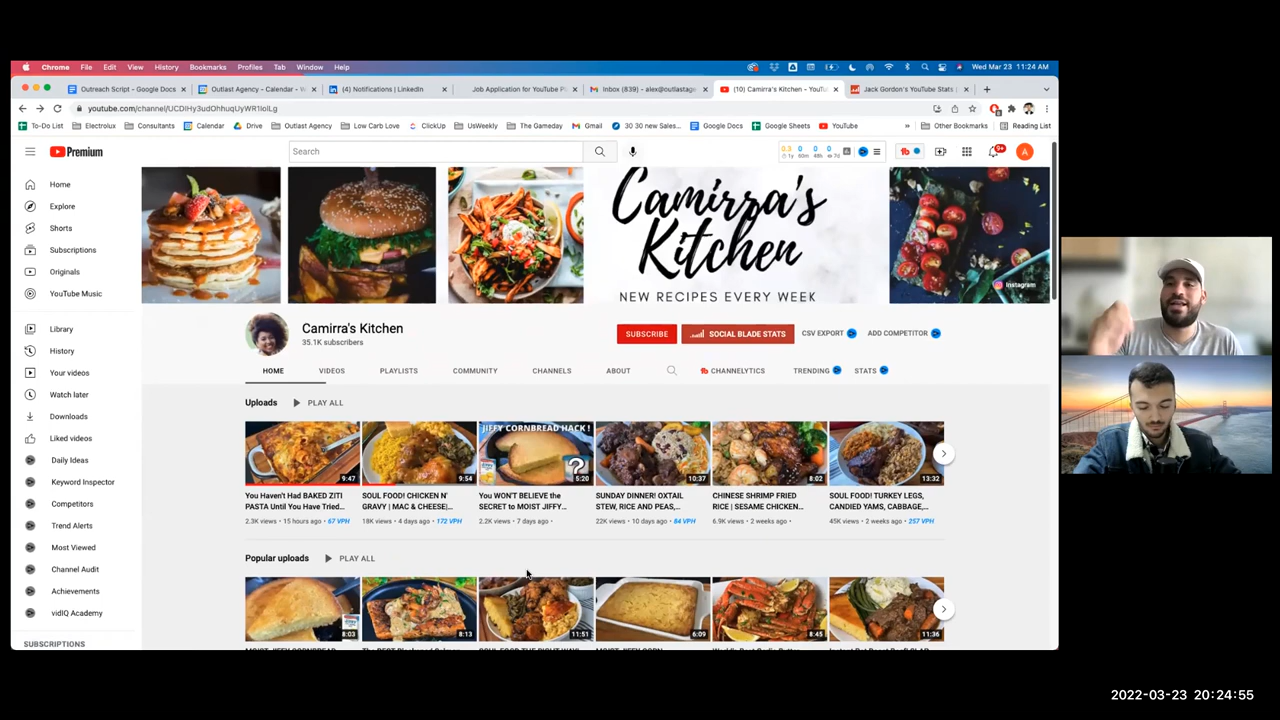 Chrome File Edit View History Bookmarks Profiles Tab Window Help
Wed Mar 23 11:24 AM
Outreach Script - Google Docs
Outlast Agency - Calendar - W
(4) Notifications | LinkedIn
Job Application for YouTube P
Inbox (839) - alex@outlastage
(10) Camirra's Kitchen - YouTu
Jack Gordon's YouTube Stats
To-Do List Electrolux Consultants Calendar Drive Outlast Agency Low Carb Love ClickUp UsWeekly The Gameday Gmail 30 30 new Sales... Google Docs Google Sheets YouTube » Other Bookmarks Reading List
Premium
Search
9+
A
Home
Explore
Shorts
Subscriptions
Originals
YouTube Music
Library
History
Your videos
Watch later
Downloads
Liked videos
Daily Ideas
Keyword Inspector
Competitors
Trend Alerts
Most Viewed
Channel Audit
Achievements
vidIQ Academy
SUBSCRIPTIONS
Camirra's
Kitchen
NEW RECIPES EVERY WEEK
Instagram
Camirra's Kitchen
35.1K subscribers
SUBSCRIBE
SOCIAL BLADE STATS
CSV EXPORT
ADD COMPETITOR
HOME VIDEOS PLAYLISTS COMMUNITY CHANNELS ABOUT CHANNELYTICS TRENDING STATS
Uploads PLAY ALL
9:47
9:54
JIFFY CORNBREAD HACK !
?
5:20
10:37
8:02
13:32
You Haven't Had BAKED ZITI
PASTA Until You Have Tried...
2.3K views • 15 hours ago • 67 VPH
SOUL FOOD! CHICKEN N'
GRAVY | MAC & CHEESE|...
18K views • 4 days ago • 172 VPH
You WON'T BELIEVE the
SECRET to MOIST JIFFY...
2.2K views • 7 days ago •
SUNDAY DINNER! OXTAIL
STEW, RICE AND PEAS,...
22K views • 10 days ago • 84 VPH
CHINESE SHRIMP FRIED
RICE | SESAME CHICKEN...
6.9K views • 2 weeks ago •
SOUL FOOD! TURKEY LEGS,
CANDIED YAMS, CABBAGE,...
45K views • 2 weeks ago • 257 VPH
Popular uploads PLAY ALL
8:03
8:13
11:51
6:09
8:45
11:36
2022-03-23 20:24:55